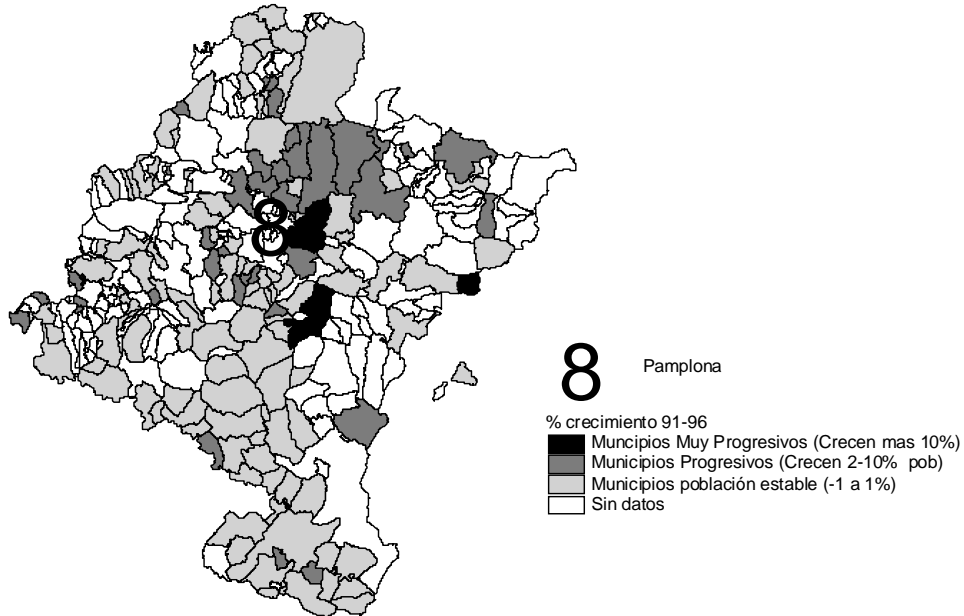 8
8 Pamplona
% crecimiento 91-96
Muncipios Muy Progresivos (Crecen mas 10%)
Municipios Progresivos (Crecen 2-10% pob)
Municipios población estable (-1 a 1%)
Sin datos